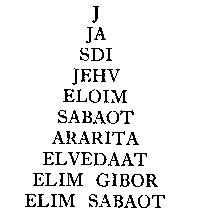 J
JA
SDI
JEHV
ELOIM
SABAOT
ARARITA
ELVEDAAT
ELIM GIBOR
ELIM SABAOT